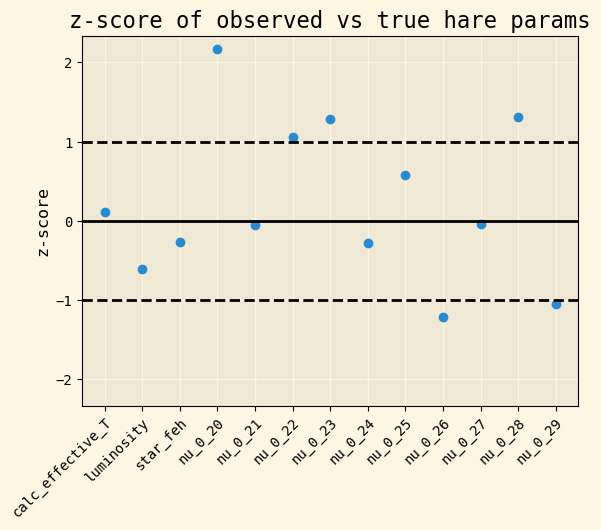 z-score of observed vs true hare params
z-score
2
1
0
−1
−2
calc_effective_T
luminosity
star_feh
nu_0_20
nu_0_21
nu_0_22
nu_0_23
nu_0_24
nu_0_25
nu_0_26
nu_0_27
nu_0_28
nu_0_29